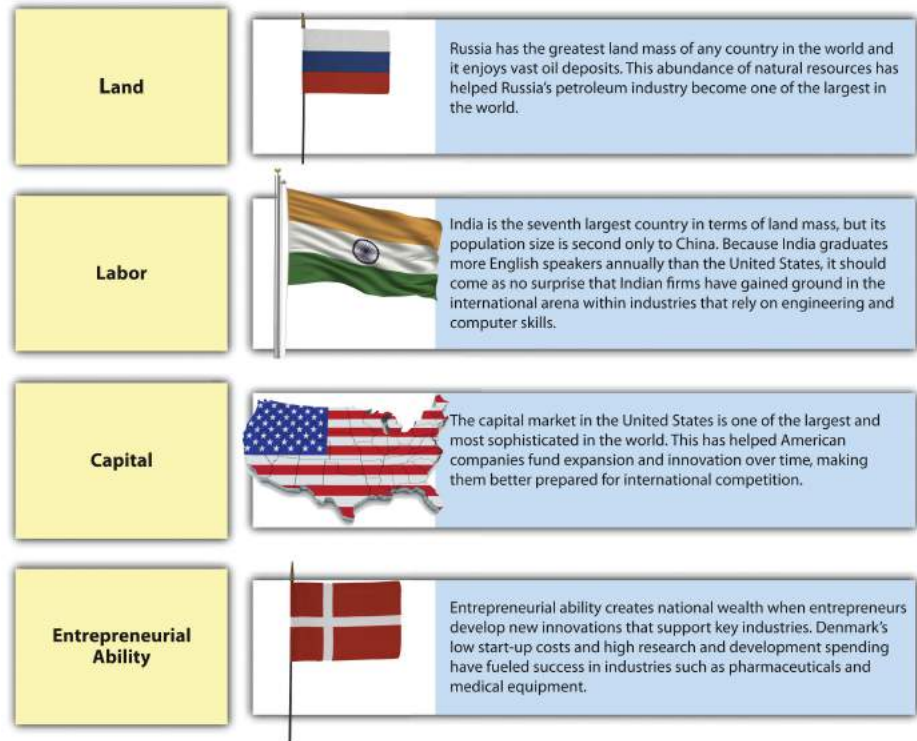 Land
Russia has the greatest land mass of any country in the world and
it enjoys vast oil deposits. This abundance of natural resources has
helped Russia's petroleum industry become one of the largest in
the world.
Labor
India is the seventh largest country in terms of land mass, but its
population size is second only to China. Because India graduates
more English speakers annually than the United States, it should
come as no surprise that Indian firms have gained ground in the
international arena within industries that rely on engineering and
computer skills.
Capital
The capital market in the United States is one of the largest and
most sophisticated in the world. This has helped American
companies fund expansion and innovation over time, making
them better prepared for international competition.
Entrepreneurial
Ability
Entrepreneurial ability creates national wealth when entrepreneurs
develop new innovations that support key industries. Denmark's
low start-up costs and high research and development spending
have fueled success in industries such as pharmaceuticals and
medical equipment.